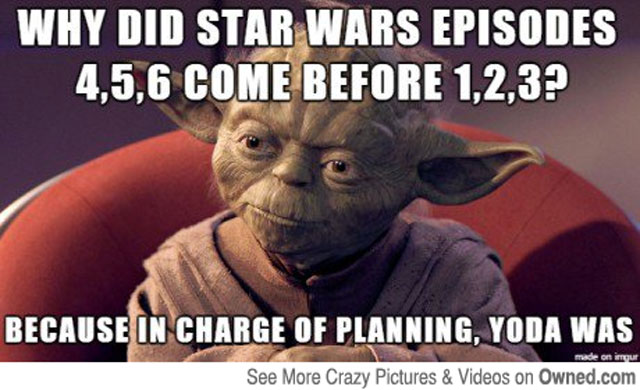 WHY DID STAR WARS EPISODES
4,5,6 COME BEFORE 1,2,3?
BECAUSE IN CHARGE OF PLANNING, YODA WAS
made on imgur
See More Crazy Pictures & Videos on Owned.com